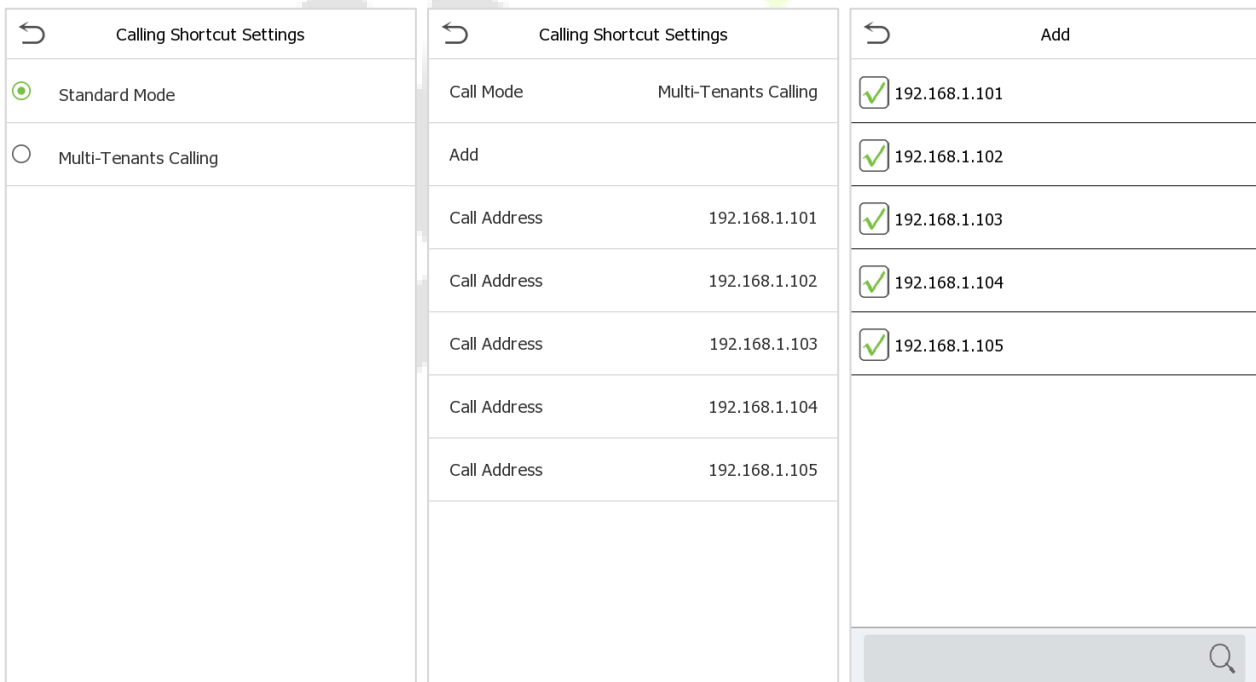 Calling Shortcut Settings
Standard Mode
Multi-Tenants Calling
Calling Shortcut Settings
Call Mode Multi-Tenants Calling
Add
Call Address 192.168.1.101
Call Address 192.168.1.102
Call Address 192.168.1.103
Call Address 192.168.1.104
Call Address 192.168.1.105
Add
192.168.1.101
192.168.1.102
192.168.1.103
192.168.1.104
192.168.1.105